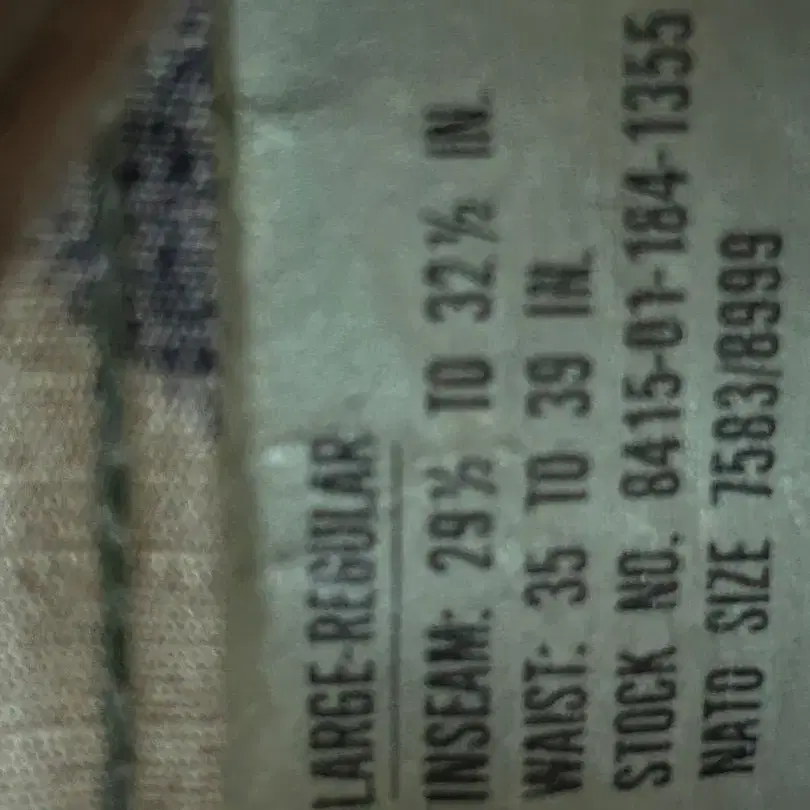 LARGE-REGULAR
INSEAM: 29½ TO 32½ IN.
WAIST: 35 TO 39 IN.
STOCK NO. 8415-01-184-1355
NATO SIZE 7583/8999